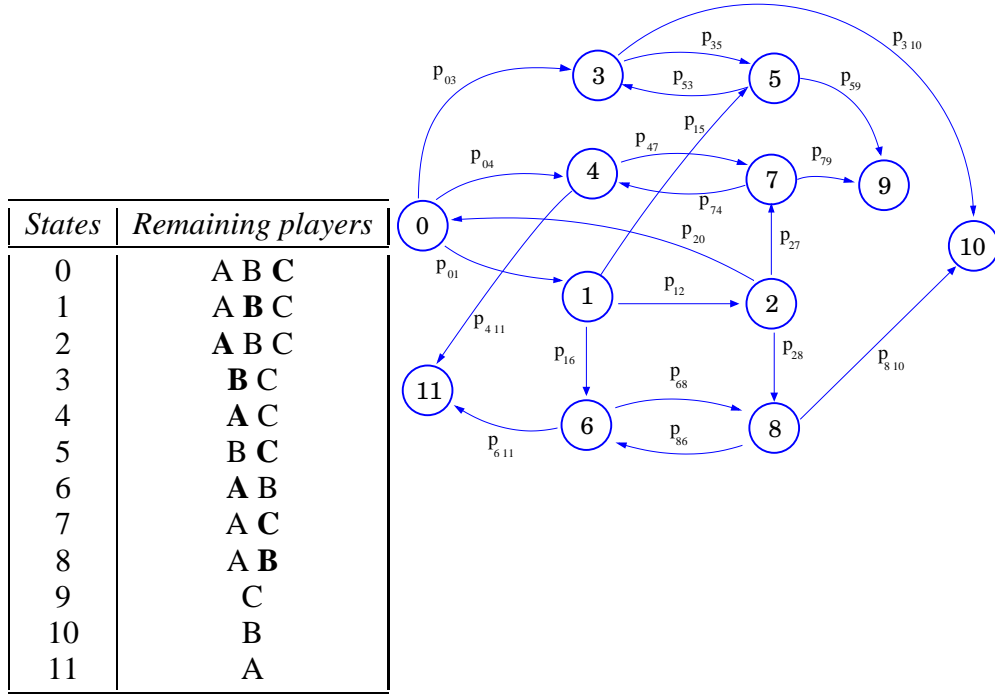 States Remaining players
0 A B C
1 A B C
2 A B C
3 B C
4 A C
5 B C
6 A B
7 A C
8 A B
9 C
10 B
11 A
p03
p04
p01
p35
p53
p15
p59
p3 10
p47
p74
p79
p20
p27
p12
p28
p16
p4 11
p68
p86
p6 11
p8 10
0
1
2
3
4
5
6
7
8
9
10
11